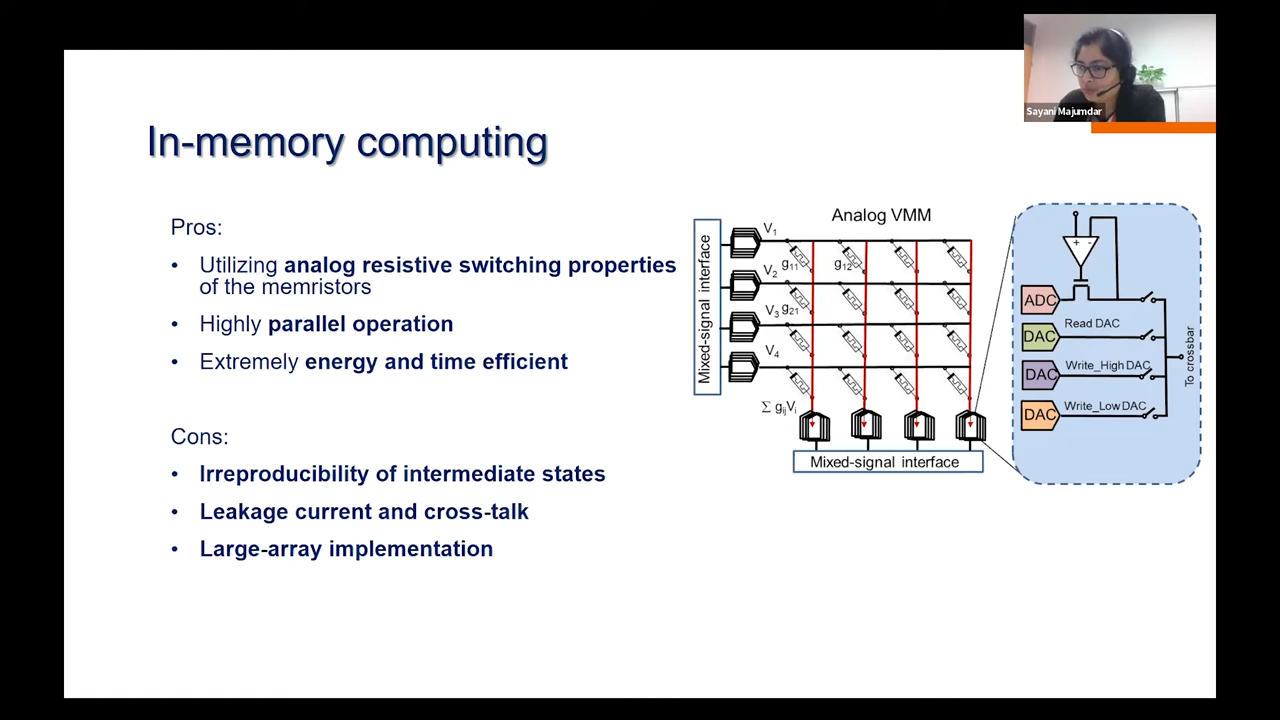 Sayani Majumdar
In-memory computing
Pros:
• Utilizing analog resistive switching properties
of the memristors
• Highly parallel operation
• Extremely energy and time efficient
Cons:
• Irreproducibility of intermediate states
• Leakage current and cross-talk
• Large-array implementation
Analog VMM
Mixed-signal interface
V1
V2
V3
V4
g11
g12
g21
∑ gijVi
Mixed-signal interface
+ -
ADC
DAC
Read DAC
DAC
Write_High DAC
DAC
Write_Low DAC
To crossbar